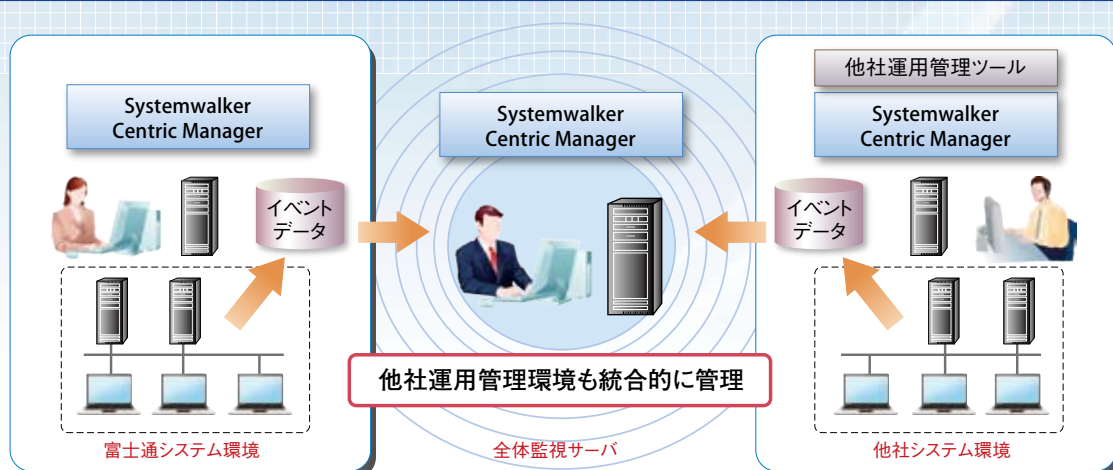 Systemwalker
Centric Manager
イベント
データ
富士通システム環境
Systemwalker
Centric Manager
他社運用管理環境も統合的に管理
全体監視サーバ
他社運用管理ツール
Systemwalker
Centric Manager
イベント
データ
他社システム環境